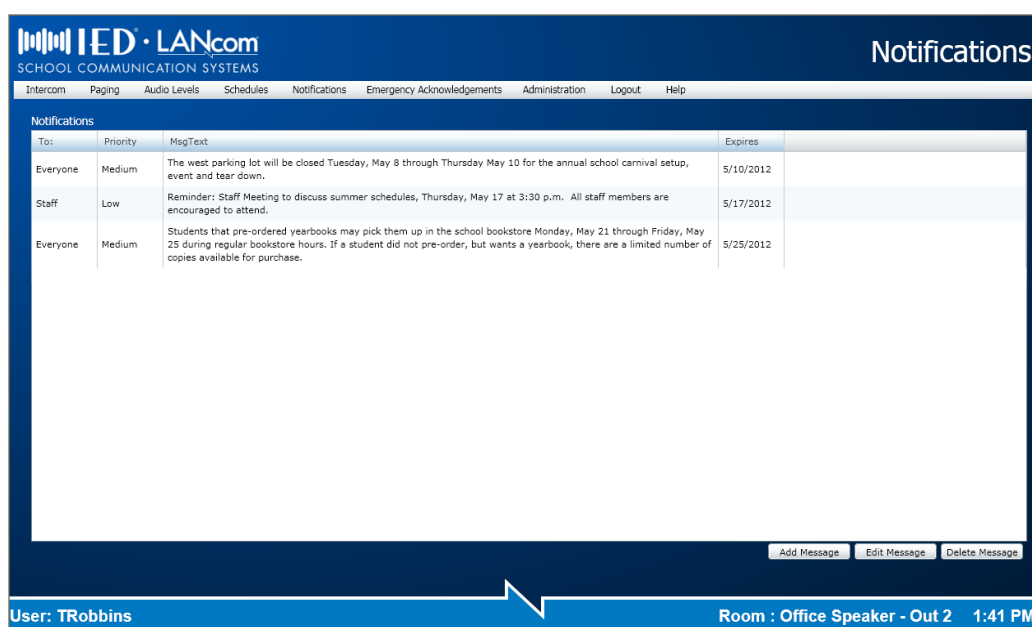 IED · LANcom
SCHOOL COMMUNICATION SYSTEMS
Notifications
Intercom Paging Audio Levels Schedules Notifications Emergency Acknowledgements Administration Logout Help
Notifications
To: Priority MsgText Expires
Everyone Medium The west parking lot will be closed Tuesday, May 8 through Thursday May 10 for the annual school carnival setup, 5/10/2012
event and tear down.
Staff Low Reminder: Staff Meeting to discuss summer schedules, Thursday, May 17 at 3:30 p.m. All staff members are 5/17/2012
encouraged to attend.
Students that pre-ordered yearbooks may pick them up in the school bookstore Monday, May 21 through Friday, May
Everyone Medium 25 during regular bookstore hours. If a student did not pre-order, but wants a yearbook, there are a limited number of 5/25/2012
copies available for purchase.
Add Message Edit Message Delete Message
User: TRobbins Room : Office Speaker - Out 2 1:41 PM